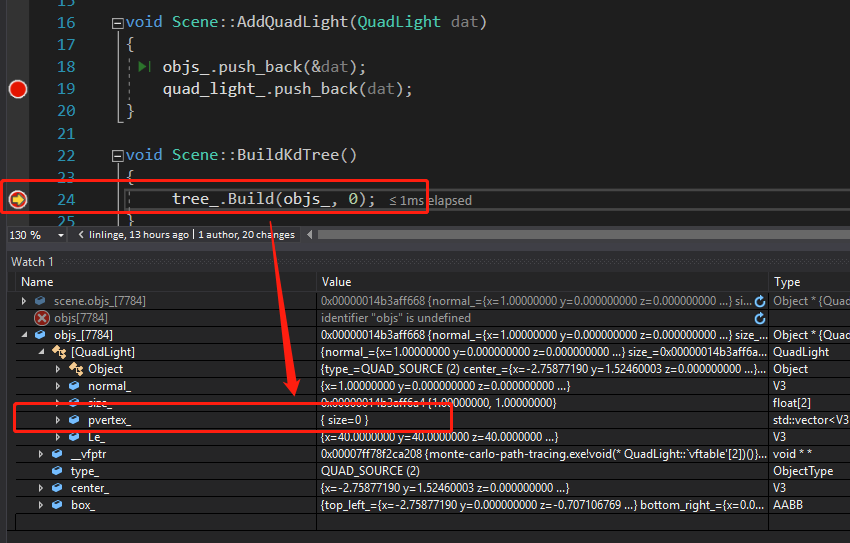 15
16 void Scene::AddQuadLight(QuadLight dat)
17 {
18 objs_.push_back(&dat);
19 quad_light_.push_back(dat);
20 }
21
22 void Scene::BuildKdTree()
23 {
24 tree_.Build(objs_, 0); ≤ 1ms elapsed
25 }
130 % linlinge, 13 hours ago | 1 author, 20 changes
Watch 1
Name Value Type
scene.objs_[7784] 0x00000014b3aff668 {normal_={x=1.00000000 y=0.00000000 z=0.000000000 ...} si... Object * {Quad
objs[7784] identifier "objs" is undefined
objs_[7784] 0x00000014b3aff668 {normal_={x=1.00000000 y=0.00000000 z=0.000000000 ...} size_... Object * {Quad
[QuadLight] {normal_={x=1.00000000 y=0.00000000 z=0.000000000 ...} size_=0x00000014b3aff6a... QuadLight
Object {type_=QUAD_SOURCE (2) center_={x=-2.75877190 y=1.52460003 z=0.000000000 ... Object
normal_ {x=1.00000000 y=0.00000000 z=0.000000000 ...} V3
size_ 0x00000014b3aff6a4 {1.00000000, 1.00000000} float[2]
pvertex_ { size=0 } std::vector<V3
Le_ {x=40.0000000 y=40.0000000 z=40.0000000 ...} V3
__vfptr 0x00007ff78f2ca208 {monte-carlo-path-tracing.exe!void(* QuadLight::`vftable'[2])()} void * *
type_ QUAD_SOURCE (2) ObjectType
center_ {x=-2.75877190 y=1.52460003 z=0.000000000 ...} V3
box_ {top_left_={x=-2.75877190 y=0.000000000 z=-0.707106769 ...} bottom_right_={x=0.0... AABB